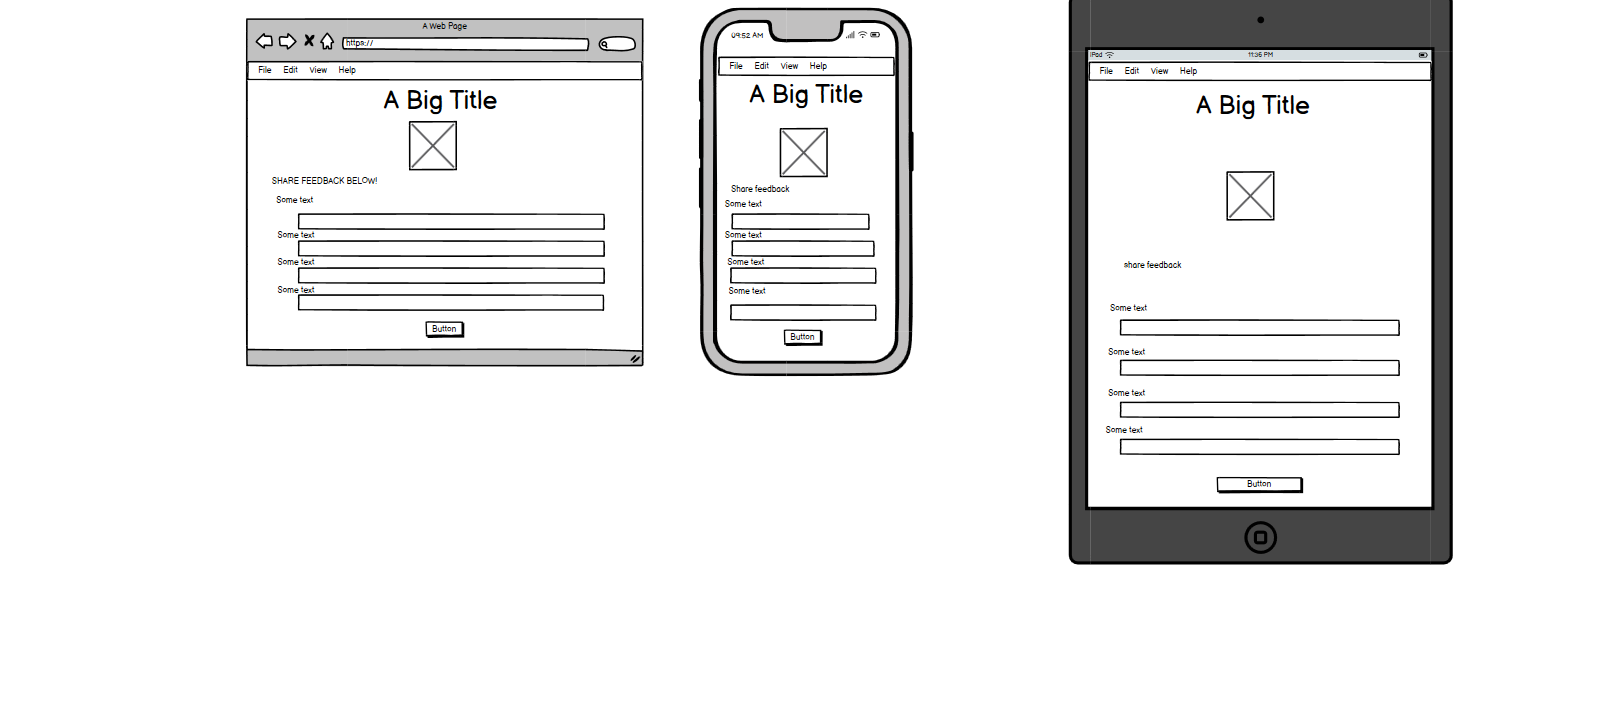 A Web Page
https://
File Edit View Help
A Big Title
SHARE FEEDBACK BELOW!
Some text
Some text
Some text
Some text
Button
09:52 AM
File Edit View Help
A Big Title
Share feedback
Some text
Some text
Some text
Some text
Button
iPad 11:36 PM
File Edit View Help
A Big Title
share feedback
Some text
Some text
Some text
Some text
Button